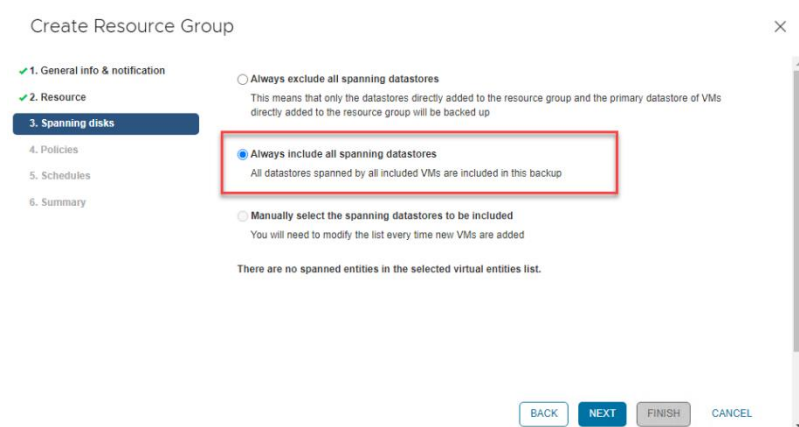 Create Resource Group
1. General info & notification
2. Resource
3. Spanning disks
4. Policies
5. Schedules
6. Summary
Always exclude all spanning datastores
This means that only the datastores directly added to the resource group and the primary datastore of VMs
directly added to the resource group will be backed up
Always include all spanning datastores
All datastores spanned by all included VMs are included in this backup
Manually select the spanning datastores to be included
You will need to modify the list every time new VMs are added
There are no spanned entities in the selected virtual entities list.
BACK NEXT FINISH CANCEL